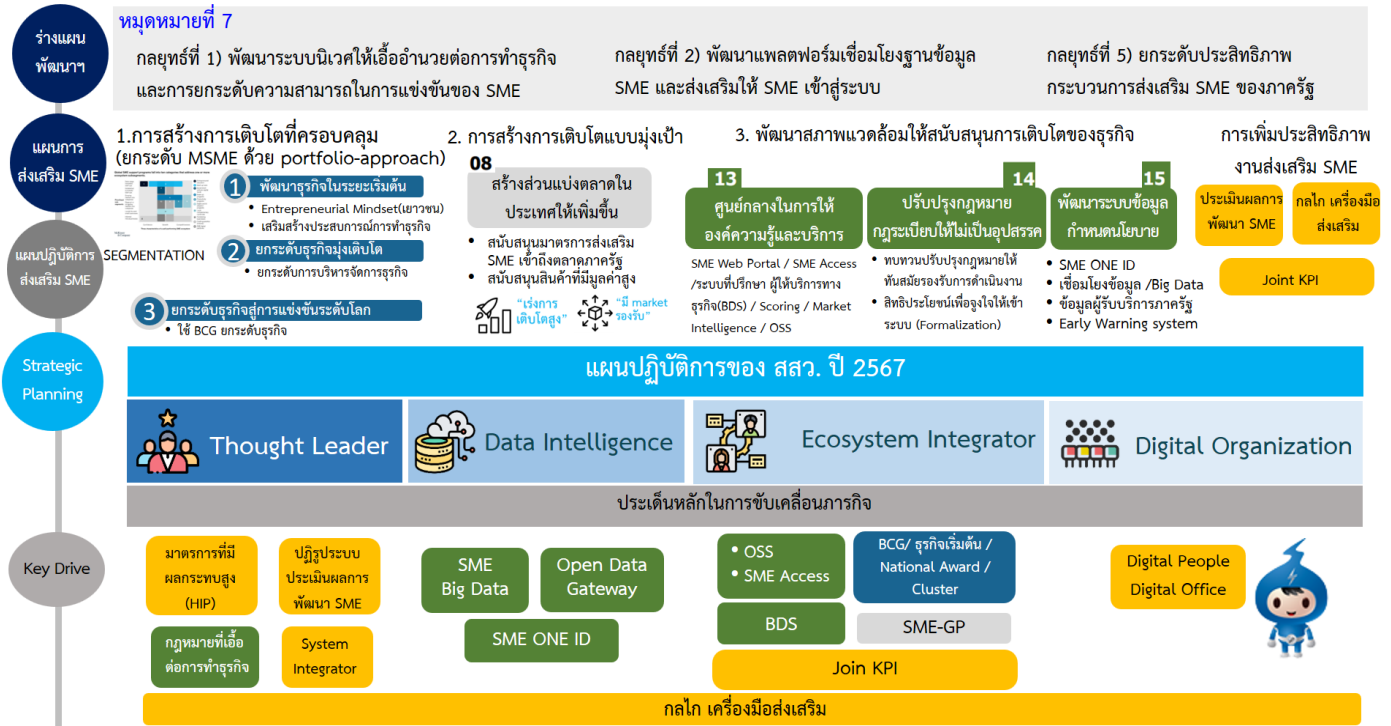 ร่างแผน
พัฒนาฯ
หมุดหมายที่ 7
กลยุทธ์ที่ 1) พัฒนาระบบนิเวศให้เอื้ออำนวยต่อการทำธุรกิจ
และการยกระดับความสามารถในการแข่งขันของ SME
กลยุทธ์ที่ 2) พัฒนาแพลตฟอร์มเชื่อมโยงฐานข้อมูล
SME และส่งเสริมให้ SME เข้าสู่ระบบ
กลยุทธ์ที่ 5) ยกระดับประสิทธิภาพ
กระบวนการส่งเสริม SME ของภาครัฐ
แผนการ
ส่งเสริม SME
แผนปฏิบัติการ
ส่งเสริม SME
1.การสร้างการเติบโตที่ครอบคลุม
(ยกระดับ MSME ด้วย portfolio-approach)
SEGMENTATION
1
พัฒนาธุรกิจในระยะเริ่มต้น
• Entrepreneurial Mindset(เยาวชน)
• เสริมสร้างประสบการณ์การทำธุรกิจ
2
ยกระดับธุรกิจมุ่งเติบโต
• ยกระดับการบริหารจัดการธุรกิจ
3
ยกระดับธุรกิจสู่การแข่งขันระดับโลก
• ใช้ BCG ยกระดับธุรกิจ
2. การสร้างการเติบโตแบบมุ่งเป้า
08
สร้างส่วนแบ่งตลาดใน
ประเทศให้เพิ่มขึ้น
• สนับสนุนมาตรการส่งเสริม
SME เข้าถึงตลาดภาครัฐ
• สนับสนุนสินค้าที่มีมูลค่าสูง
“เร่งการ
เติบโตสูง”
“มี market
รองรับ”
3. พัฒนาสภาพแวดล้อมให้สนับสนุนการเติบโตของธุรกิจ
13
ศูนย์กลางในการให้
องค์ความรู้และบริการ
SME Web Portal / SME Access
/ระบบที่ปรึกษา ผู้ให้บริการทาง
ธุรกิจ(BDS) / Scoring / Market
Intelligence / OSS
14
ปรับปรุงกฎหมาย
กฎระเบียบให้ไม่เป็นอุปสรรค
• ทบทวนปรับปรุงกฎหมายให้
ทันสมัยรองรับการดำเนินงาน
• สิทธิประโยชน์เพื่อจูงใจให้เข้า
ระบบ (Formalization)
15
พัฒนาระบบข้อมูล
กำหนดนโยบาย
• SME ONE ID
• เชื่อมโยงข้อมูล /Big Data
• ข้อมูลผู้รับบริการภาครัฐ
• Early Warning system
การเพิ่มประสิทธิภาพ
งานส่งเสริม SME
ประเมินผลการ
พัฒนา SME
กลไก เครื่องมือ
ส่งเสริม
Joint KPI
Strategic
Planning
แผนปฏิบัติการของ สสว. ปี 2567
Thought Leader
Data Intelligence
Ecosystem Integrator
Digital Organization
ประเด็นหลักในการขับเคลื่อนภารกิจ
Key Drive
มาตรการที่มี
ผลกระทบสูง
(HIP)
ปฏิรูประบบ
ประเมินผลการ
พัฒนา SME
กฎหมายที่เอื้อ
ต่อการทำธุรกิจ
System
Integrator
SME
Big Data
Open Data
Gateway
SME ONE ID
• OSS
• SME Access
BCG/ ธุรกิจเริ่มต้น /
National Award /
Cluster
BDS
SME-GP
Join KPI
Digital People
Digital Office
กลไก เครื่องมือส่งเสริม